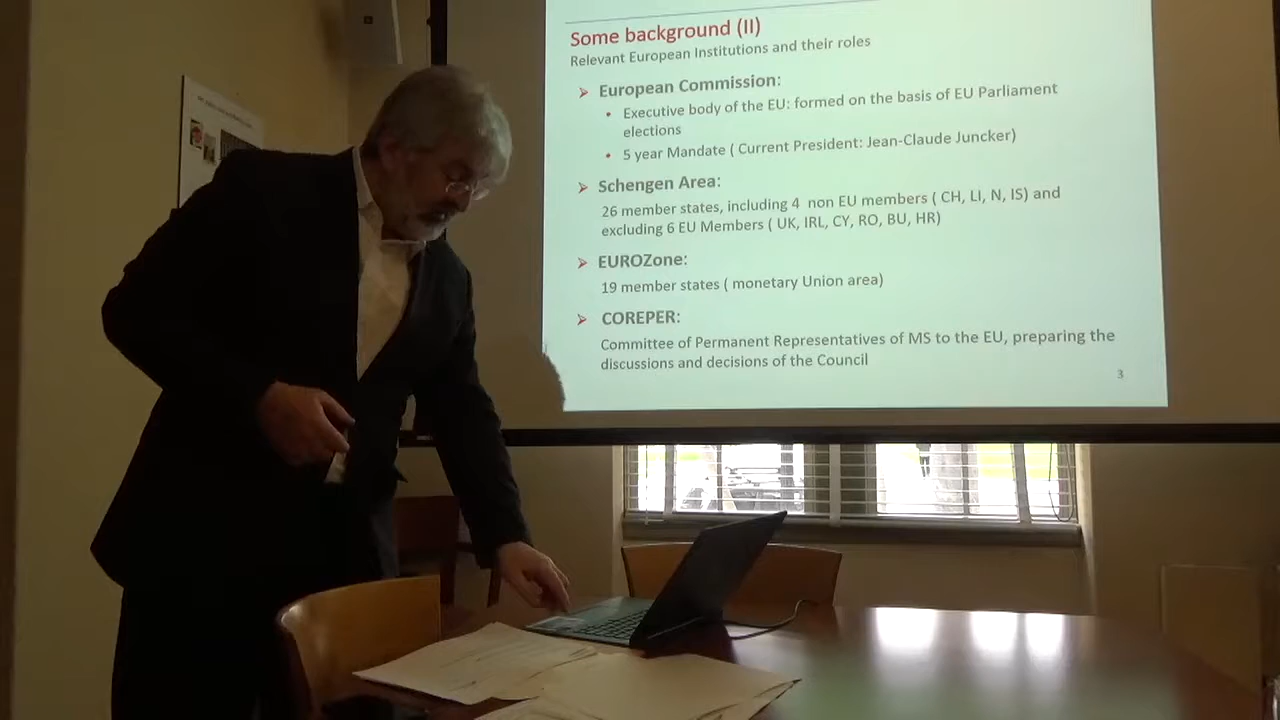 Some background (II)
Relevant European Institutions and their roles
➢ European Commission:
• Executive body of the EU: formed on the basis of EU Parliament
elections
• 5 year Mandate ( Current President: Jean-Claude Juncker)
➢ Schengen Area:
26 member states, including 4 non EU members ( CH, LI, N, IS) and
excluding 6 EU Members ( UK, IRL, CY, RO, BU, HR)
➢ EUROZone:
19 member states ( monetary Union area)
➢ COREPER:
Committee of Permanent Representatives of MS to the EU, preparing the
discussions and decisions of the Council
3